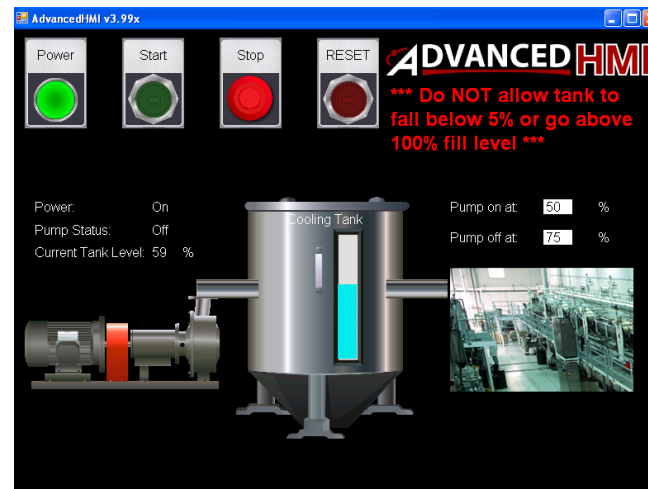 AdvancedHMI v3.99x
Power
Start
Stop
RESET
ADVANCED HMI
*** Do NOT allow tank to
fall below 5% or go above
100% fill level ***
Power: On
Pump Status: Off
Current Tank Level: 59 %
Cooling Tank
Pump on at: 50 %
Pump off at: 75 %